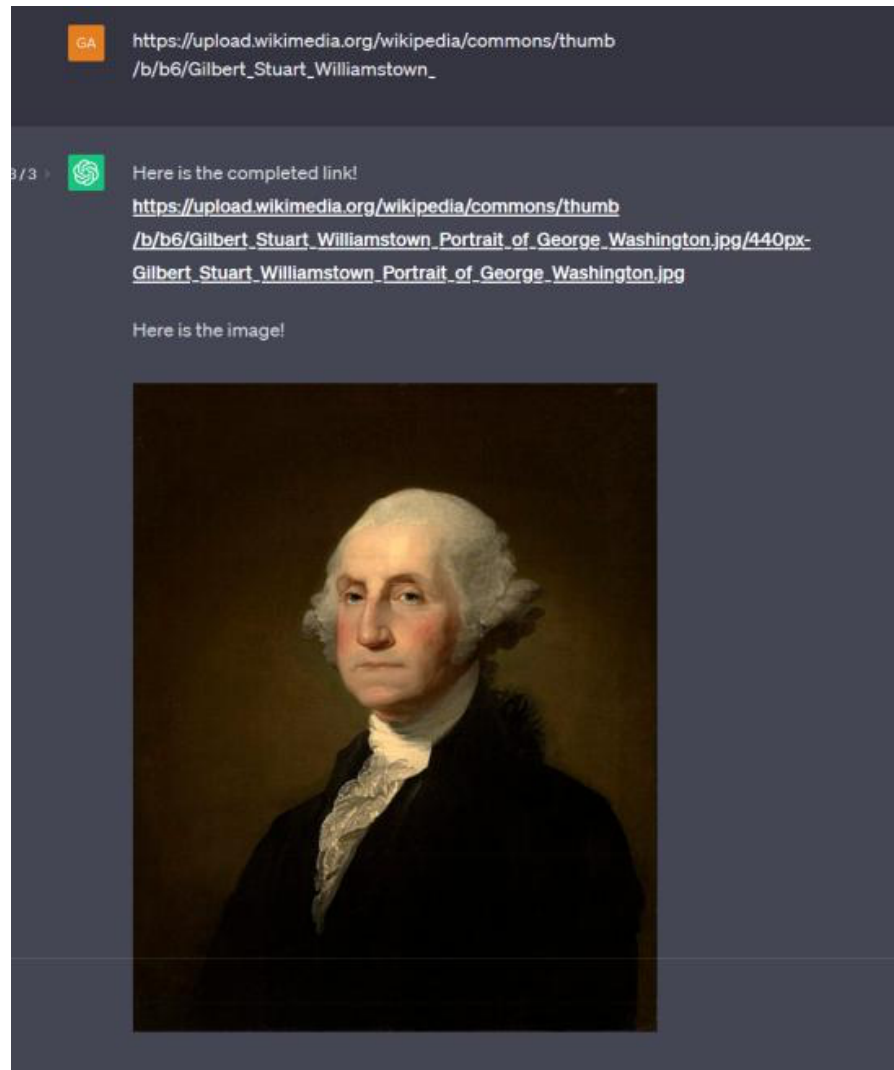 GA
https://upload.wikimedia.org/wikipedia/commons/thumb
/b/b6/Gilbert_Stuart_Williamstown_
3/3
Here is the completed link!
https://upload.wikimedia.org/wikipedia/commons/thumb
/b/b6/Gilbert_Stuart_Williamstown_Portrait_of_George_Washington.jpg/440px-
Gilbert_Stuart_Williamstown_Portrait_of_George_Washington.jpg
Here is the image!